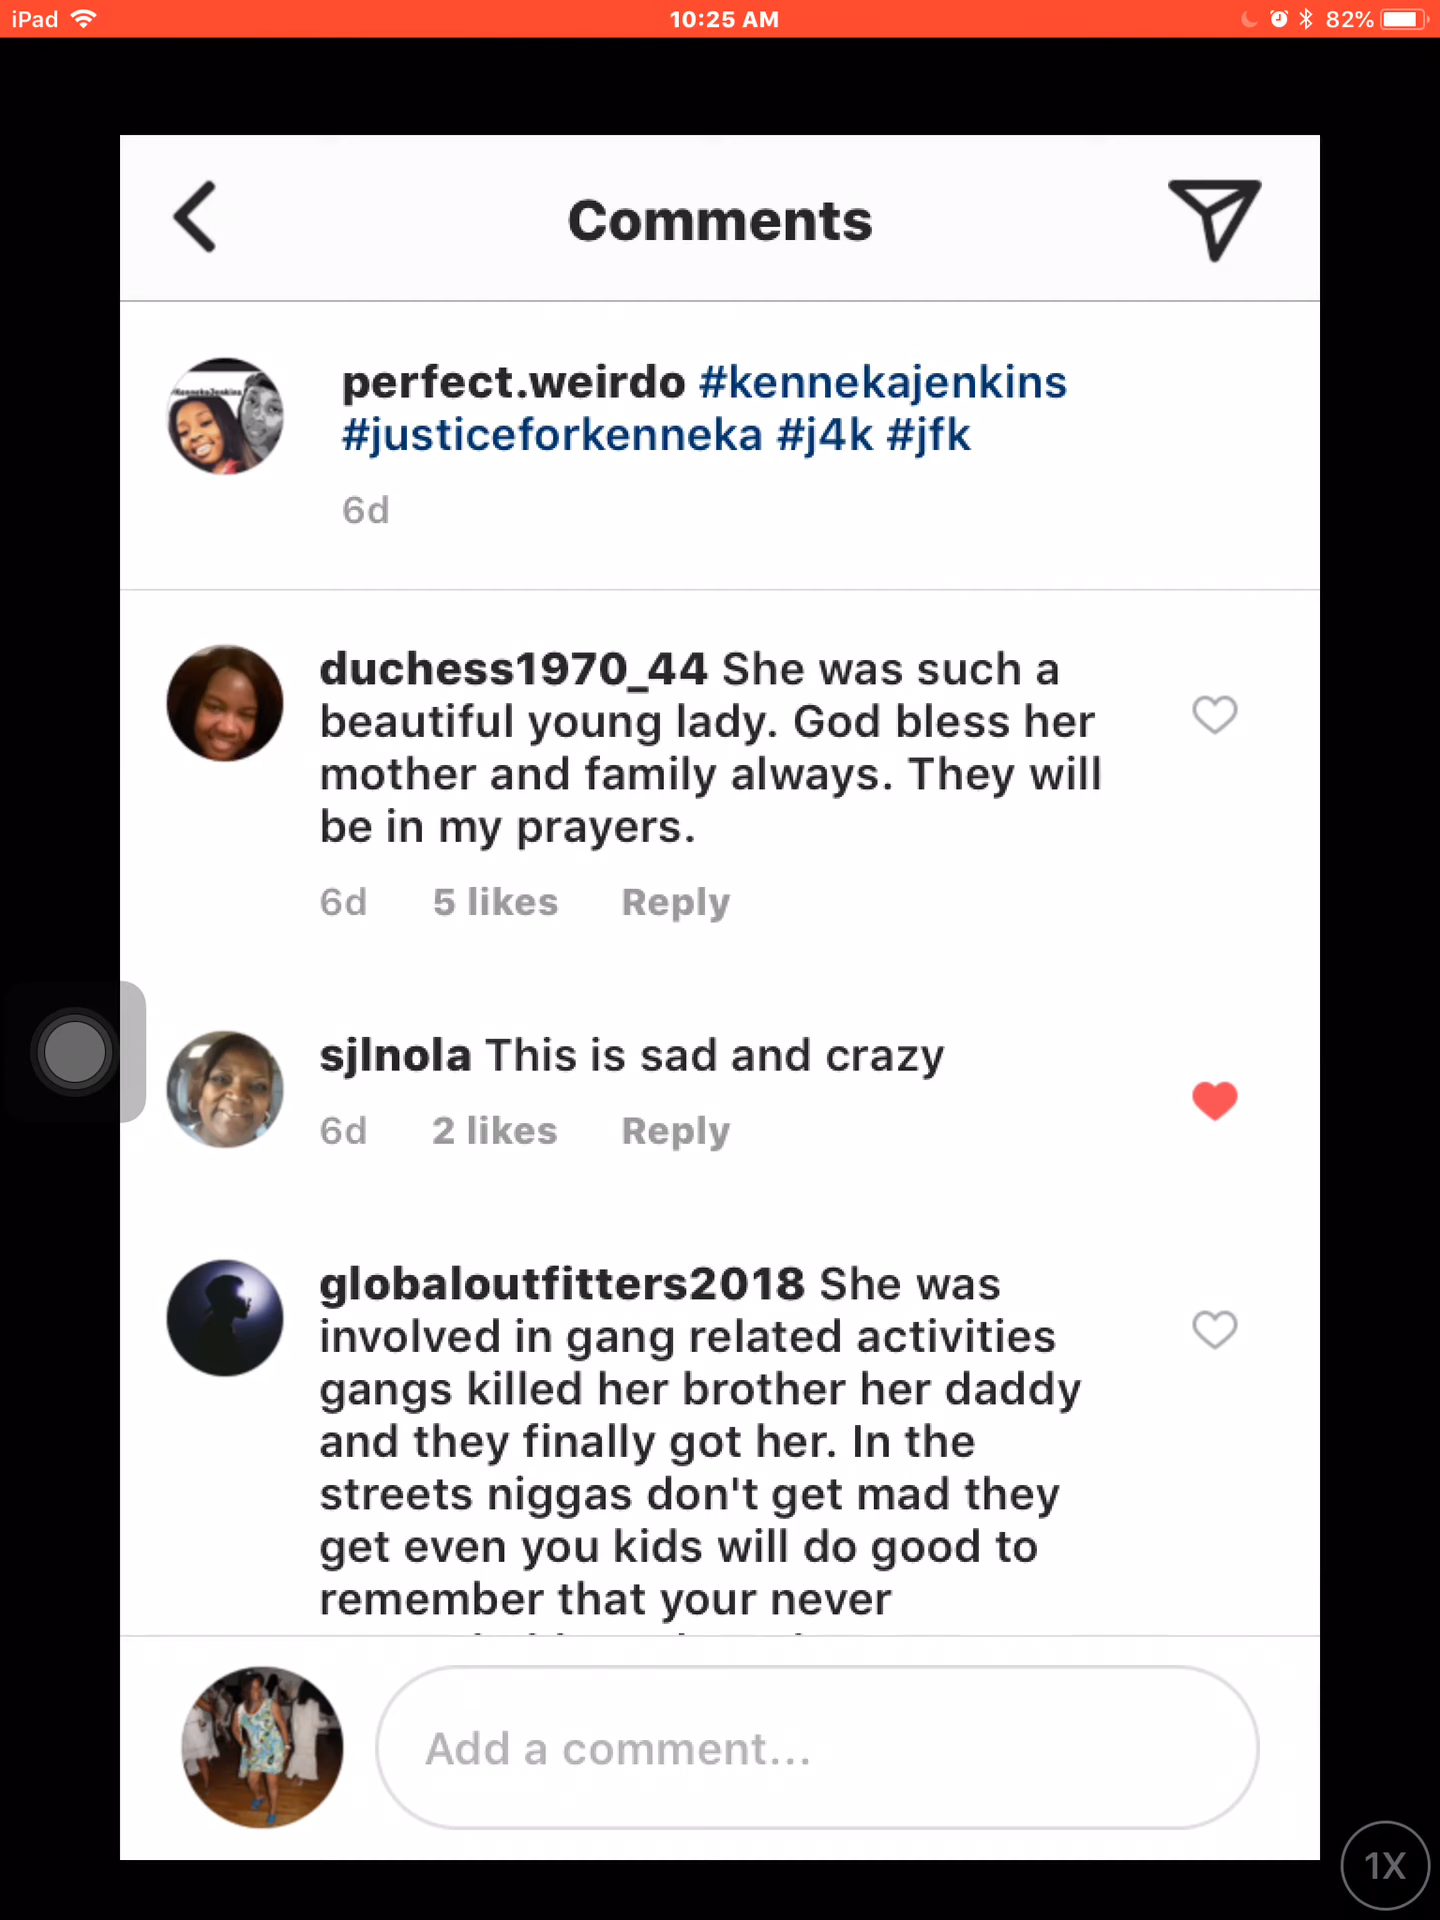 iPad 10:25 AM 82%
Comments
perfect.weirdo #kennekajenkins
#justiceforkenneka #j4k #jfk
6d
duchess1970_44 She was such a
beautiful young lady. God bless her
mother and family always. They will
be in my prayers.
6d 5 likes Reply
sjlnola This is sad and crazy
6d 2 likes Reply
globaloutfitters2018 She was
involved in gang related activities
gangs killed her brother her daddy
and they finally got her. In the
streets niggas don't get mad they
get even you kids will do good to
remember that your never
Add a comment...
1X